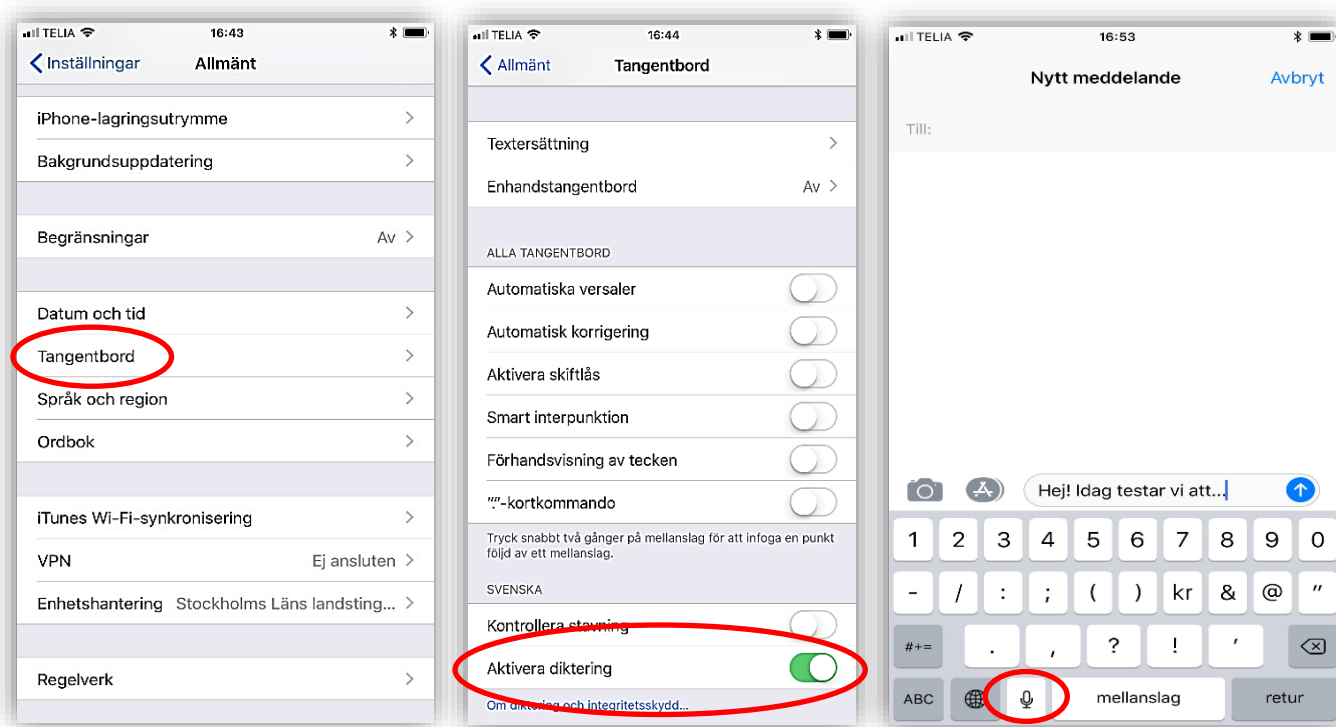 TELIA 16:43
Inställningar Allmänt
iPhone-lagringsutrymme
Bakgrundsuppdatering
Begränsningar Av
Datum och tid
Tangentbord
Språk och region
Ordbok
iTunes Wi-Fi-synkronisering
VPN Ej ansluten
Enhetshantering Stockholms Läns landsting...
Regelverk
TELIA 16:44
Allmänt Tangentbord
Textersättning
Enhandstangentbord Av
ALLA TANGENTBORD
Automatiska versaler
Automatisk korrigering
Aktivera skiftlås
Smart interpunktion
Förhandsvisning av tecken
"."-kortkommando
Tryck snabbt två gånger på mellanslag för att infoga en punkt
följd av ett mellanslag.
SVENSKA
Kontrollera stavning
Aktivera diktering
Om diktering och integritetsskydd...
TELIA 16:53
Nytt meddelande Avbryt
Till:
Hej! Idag testar vi att...
1 2 3 4 5 6 7 8 9 0
- / : ; ( ) kr & @ "
#+= . , ? ! '
ABC mellanslag retur